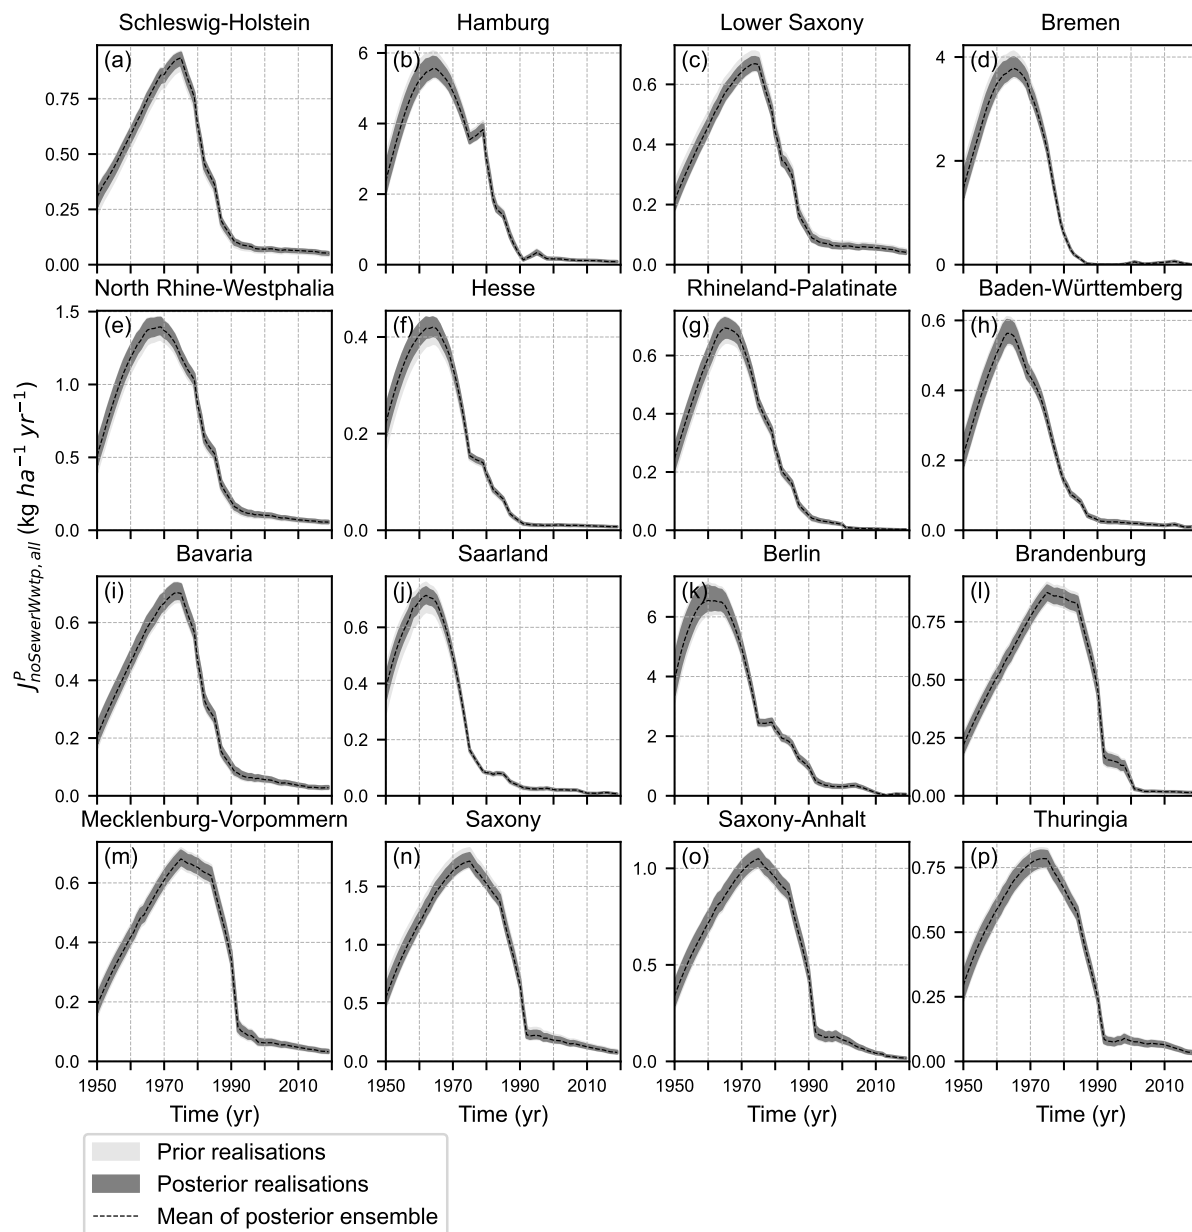 Schleswig-Holstein Hamburg Lower Saxony Bremen
(a) (b) (c) (d)
0.75 0.50 0.25 0.00
6 4 2 0
0.6 0.4 0.2 0.0
4 2 0
North Rhine-Westphalia Hesse Rhineland-Palatinate Baden-Württemberg
(e) (f) (g) (h)
1.5 1.0 0.5 0.0
0.4 0.2 0.0
0.6 0.4 0.2 0.0
0.6 0.4 0.2 0.0
J^P_{noSewerWwtp, all} (kg ha⁻¹ yr⁻¹)
Bavaria Saarland Berlin Brandenburg
(i) (j) (k) (l)
0.6 0.4 0.2 0.0
0.6 0.4 0.2 0.0
6 4 2 0
0.75 0.50 0.25 0.00
Mecklenburg-Vorpommern Saxony Saxony-Anhalt Thuringia
(m) (n) (o) (p)
0.6 0.4 0.2 0.0
1.5 1.0 0.5 0.0
1.0 0.5 0.0
0.75 0.50 0.25 0.00
1950 1970 1990 2010 1950 1970 1990 2010 1950 1970 1990 2010 1950 1970 1990 2010
Time (yr) Time (yr) Time (yr) Time (yr)
Prior realisations
Posterior realisations
Mean of posterior ensemble